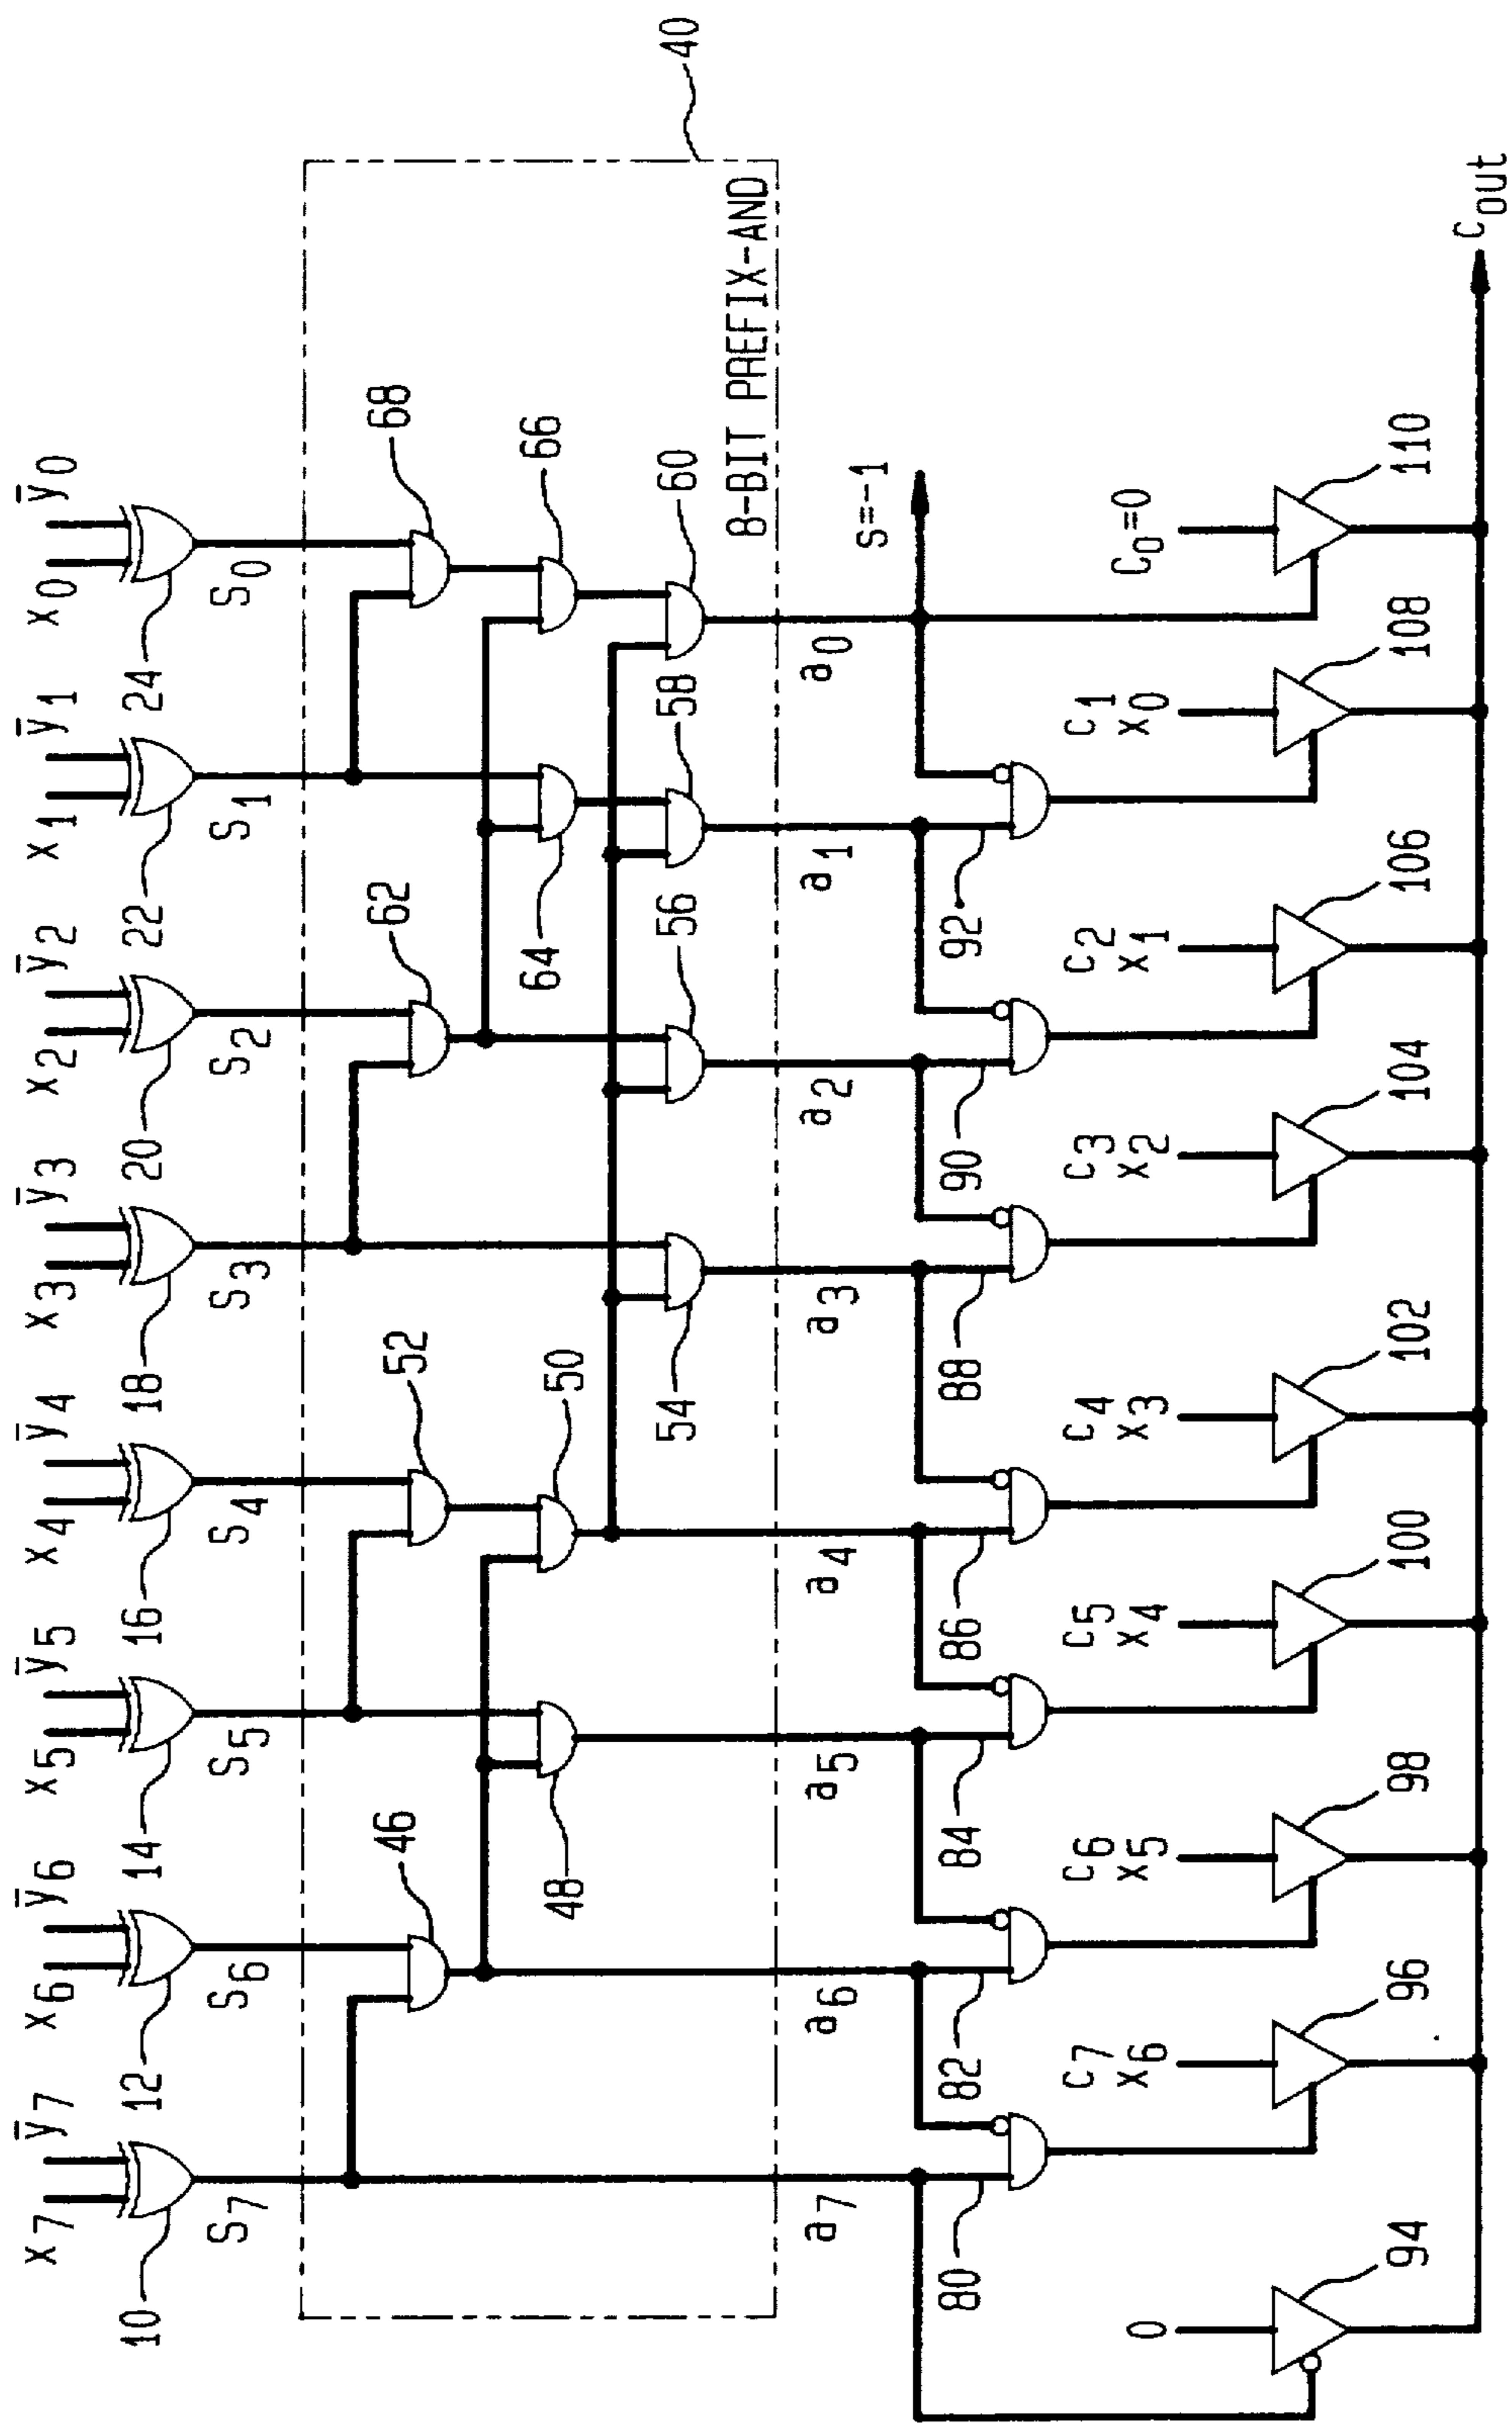 x7 ȳ7 x6 ȳ6 x5 ȳ5 x4 ȳ4 x3 ȳ3 x2 ȳ2 x1 ȳ1 x0 ȳ0
10 12 14 16 18 20 22 24
S7 S6 S5 S4 S3 S2 S1 S0
40
46 52 62 68
48 50 64 66
54 56 58 60
8-BIT PREFIX-AND
a7 a6 a5 a4 a3 a2 a1 a0
s=-1
80 82 84 86 88 90 92
0
C7 X6
C6 X5
C5 X4
C4 X3
C3 X2
C2 X1
C1 X0
C0=0
94 96 98 100 102 104 106 108 110
Cout